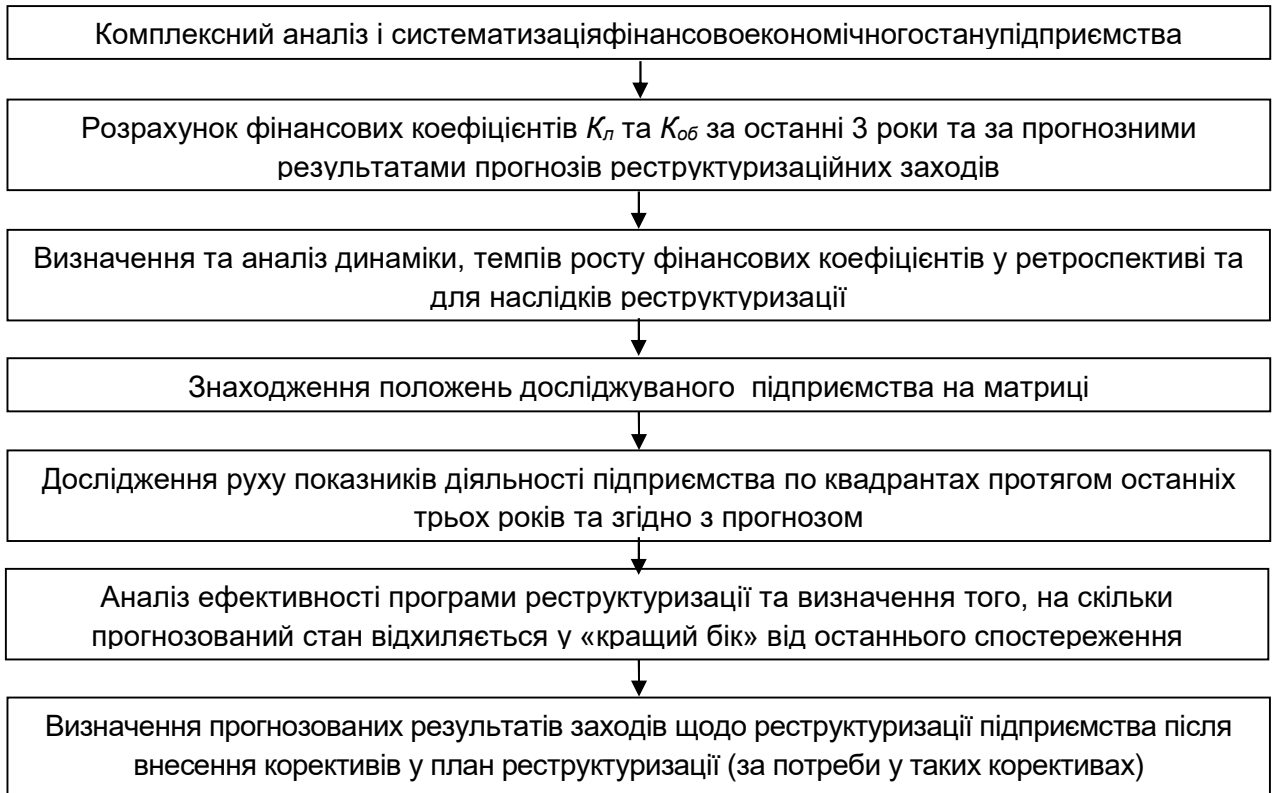 Комплексний аналіз і систематизаціяфінансовоекономічногостанупідприємства
Розрахунок фінансових коефіцієнтів Кл та Коб за останні 3 роки та за прогнозними
результатами прогнозів реструктуризаційних заходів
Визначення та аналіз динаміки, темпів росту фінансових коефіцієнтів у ретроспективі та
для наслідків реструктуризації
Знаходження положень досліджуваного підприємства на матриці
Дослідження руху показників діяльності підприємства по квадрантах протягом останніх
трьох років та згідно з прогнозом
Аналіз ефективності програми реструктуризації та визначення того, на скільки
прогнозований стан відхиляється у «кращий бік» від останнього спостереження
Визначення прогнозованих результатів заходів щодо реструктуризації підприємства після
внесення корективів у план реструктуризації (за потреби у таких корективах)